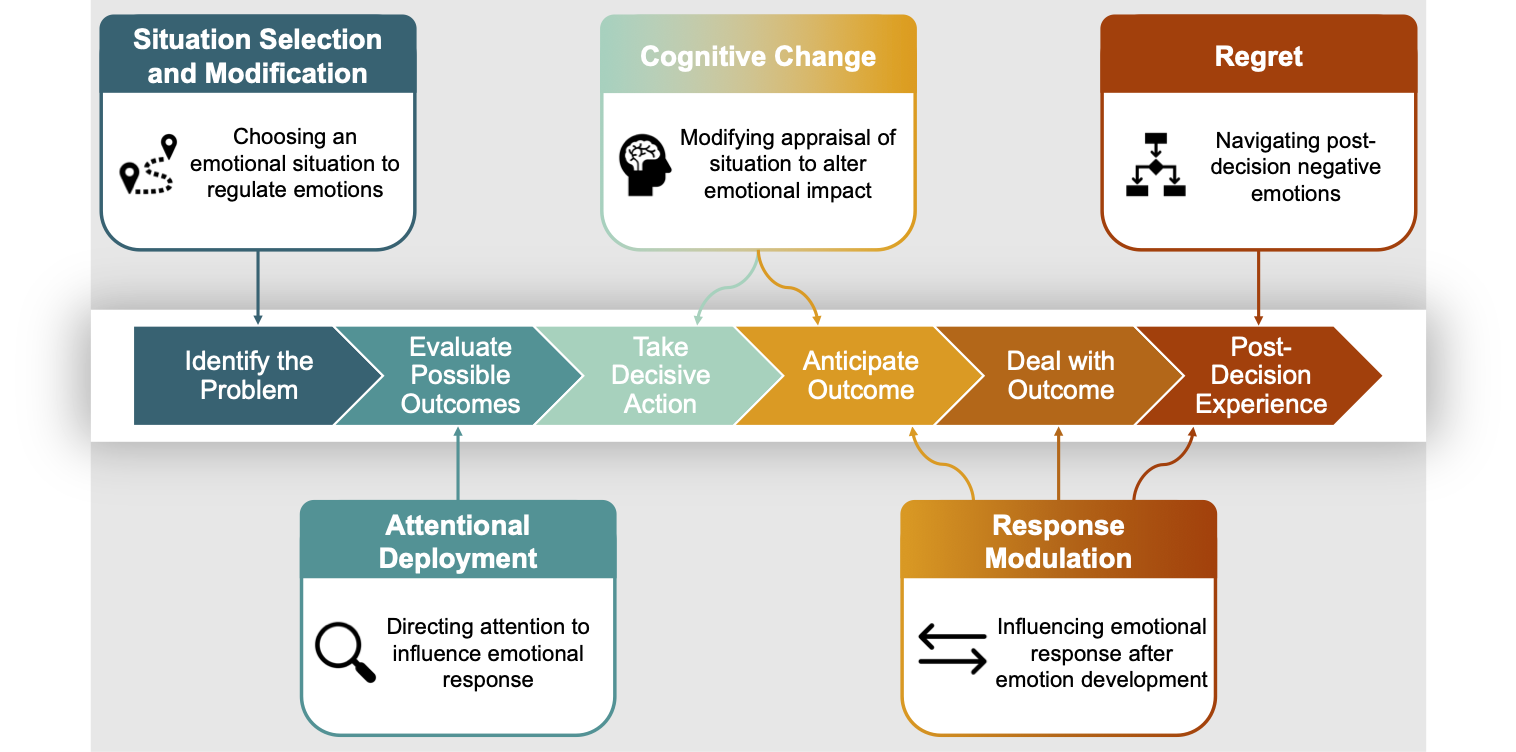 Situation Selection
and Modification
Choosing an
emotional situation to
regulate emotions
Cognitive Change
Modifying appraisal of
situation to alter
emotional impact
Regret
Navigating post-
decision negative
emotions
Identify the
Problem
Evaluate
Possible
Outcomes
Take
Decisive
Action
Anticipate
Outcome
Deal with
Outcome
Post-
Decision
Experience
Attentional
Deployment
Directing attention to
influence emotional
response
Response
Modulation
Influencing emotional
response after
emotion development